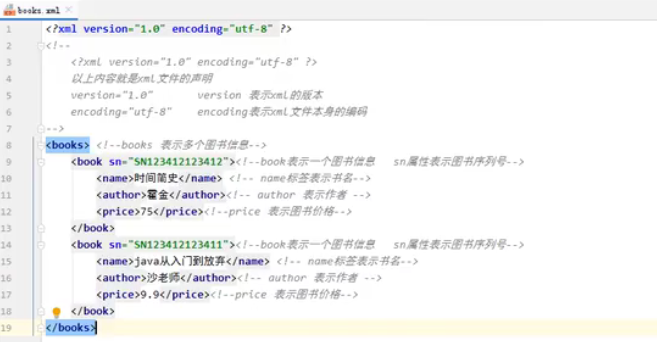 books.xml
1 <?xml version="1.0" encoding="utf-8" ?>
2 <!--
3 <?xml version="1.0" encoding="utf-8" ?>
4 以上内容就是xml文件的声明
5 version="1.0" version 表示xml的版本
6 encoding="utf-8" encoding表示xml文件本身的编码
7 -->
8 <books> <!--books 表示多个图书信息-->
9 <book sn="SN123412123412"><!--book表示一个图书信息 sn属性表示图书序列号-->
10 <name>时间简史</name> <!-- name标签表示书名-->
11 <author>霍金</author><!-- author 表示作者 -->
12 <price>75</price><!--price 表示图书价格-->
13 </book>
14 <book sn="SN123412123411"><!--book表示一个图书信息 sn属性表示图书序列号-->
15 <name>java从入门到放弃</name> <!-- name标签表示书名-->
16 <author>沙老师</author><!-- author 表示作者 -->
17 <price>9.9</price><!--price 表示图书价格-->
18 </book>
19 </books>